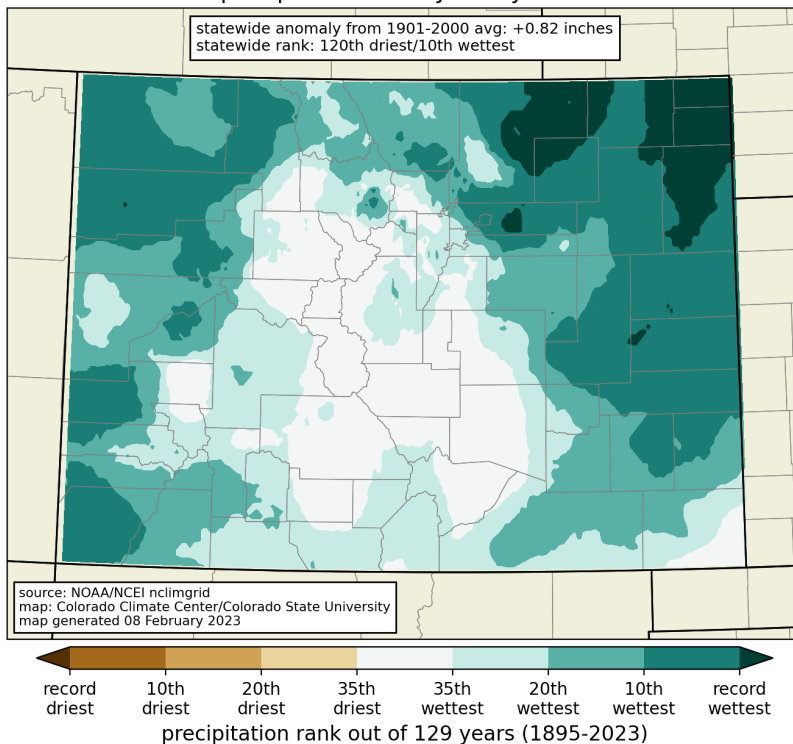 statewide anomaly from 1901-2000 avg: +0.82 inches
statewide rank: 120th driest/10th wettest
source: NOAA/NCEI nclimgrid
map: Colorado Climate Center/Colorado State University
map generated 08 February 2023
record driest
10th driest
20th driest
35th driest
35th wettest
20th wettest
10th wettest
record wettest
precipitation rank out of 129 years (1895-2023)